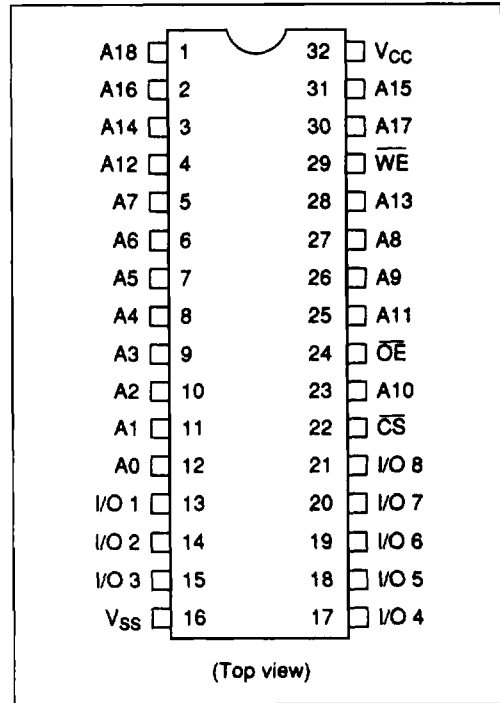 A18 1 32 VCC
A16 2 31 A15
A14 3 30 A17
A12 4 29 WE
A7 5 28 A13
A6 6 27 A8
A5 7 26 A9
A4 8 25 A11
A3 9 24 OE
A2 10 23 A10
A1 11 22 CS
A0 12 21 I/O 8
I/O 1 13 20 I/O 7
I/O 2 14 19 I/O 6
I/O 3 15 18 I/O 5
VSS 16 17 I/O 4
(Top view)